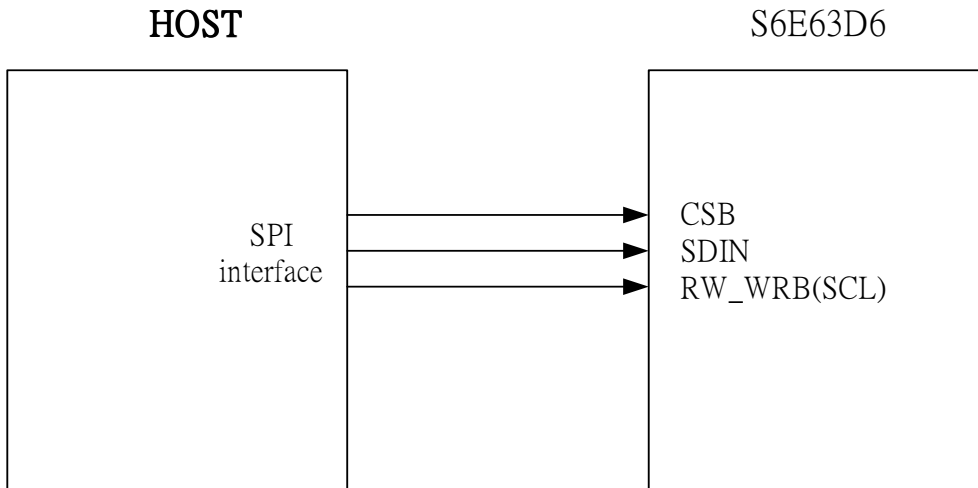 HOST
S6E63D6
SPI
interface
CSB
SDIN
RW_WRB(SCL)